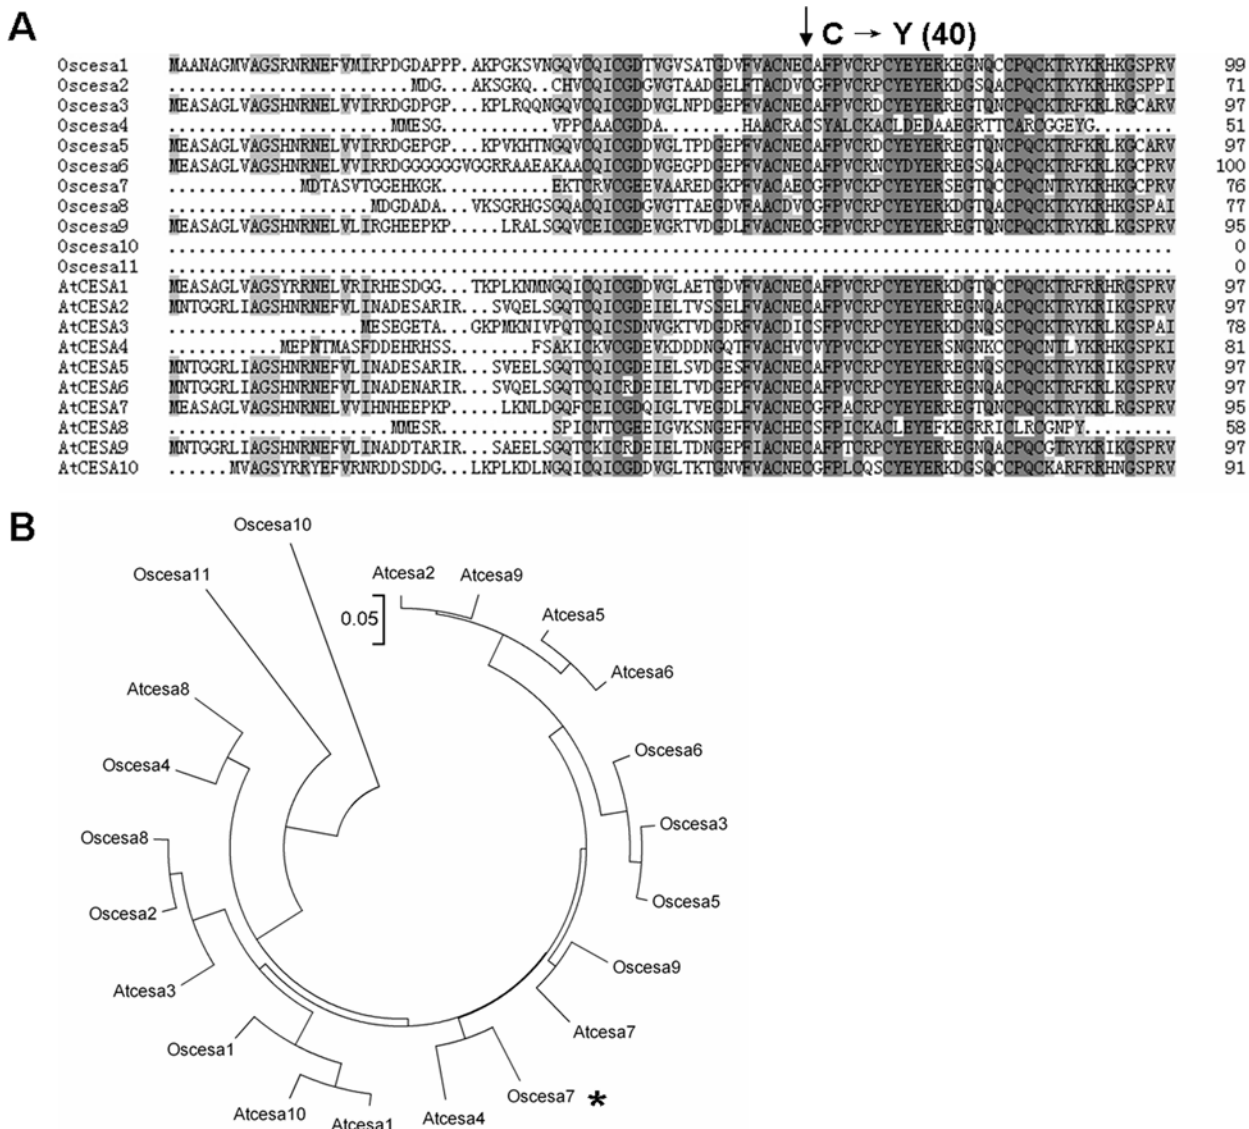 A
C → Y (40)
Oscesa1 MAANAGMVAGSRNRNEFVMIRPDGDAPPP.AKPGKSVNGQVCQICGDTVGVSATGDVFVACNECAFPVCRPCYEYERKEGNQCCPQCKTRYKRHKGSPRV 99
Oscesa2 ........................MDG...AKSGKQ..CHVCQICGDGVGTAADGELFTACDVCGFPVCRPCYEYERKDGSQACPQCKTRYKRHKGSPPI 71
Oscesa3 MEASAGLVAGSHNRNELVVIRRDGDPGP...KPLRQQNGQVCQICGDDVGLNPDGEPFVACNECAFPVCRDCYEYERREGTQNCPQCKTRFKRLRGCARV 97
Oscesa4 ......................MMESG...........VPPCAACGDDA........HAACRACSYALCKACLDEDAAEGRTTCARCGGEYG........ 51
Oscesa5 MEASAGLVAGSHNRNELVVIRRDGEPGP...KPVKHTNGQVCQICGDDVGLTPDGEPFVACNECAFPVCRDCYEYERREGTQNCPQCKTRFKRLKGCARV 97
Oscesa6 MEASAGLVAGSHNRNELVVIRRDGGGGGGVGGRRAAEAKAACQICGDDVGEGPDGEPFVACNECAFPVCRNCYDYERREGSQACPQCKTRFKRLKGCPRV 100
Oscesa7 .............MDTASVTGGEHKGK...........EKTCRVCGEEVAAREDGKPFVACAECGFPVCKPCYEYERSEGTQCCPQCNTRYKRHKGCPRV 76
Oscesa8 ....................MDGDADA...VKSGRHGSGQACQICGDGVGTTAEGDVFAACDVCGFPVCRPCYEYERKDGTQACPQCKTKYKRHKGSPAI 77
Oscesa9 MEASAGLVAGSHNRNELVLIRGHEEPKP.....LRALSGQVCEICGDEVGRTVDGDLFVACNECGFPVCRPCYEYERREGTQNCPQCKTRYKRLKGSPRV 95
Oscesa10 .................................................................................................... 0
Oscesa11 .................................................................................................... 0
AtCESA1 MEASAGLVAGSYRRNELVRIRHESDGG...TKPLKNMNGQICQICGDDVGLAETGDVFVACNECAFPVCRPCYEYERKDGTQCCPQCKTRFRRHRGSPRV 97
AtCESA2 MNTGGRLIAGSHNRNEFVLINADESARIR...SVQELSGQTCQICGDEIELTVSSELFVACNECAFPVCRPCYEYERREGNQACPQCKTRYKRIKGSPRV 97
AtCESA3 ...................MESEGETA...GKPMKNIVPQTCQICSDNVGKTVDGDRFVACDICSFPVCRPCYEYERKDGNQSCPQCKTRYKRLKGSPAI 78
AtCESA4 ...........MEPNTMASFDDEHRHSS.........FSAKICKVCGDEVKDDDNGQTFVACHVCVYPVCKPCYEYERSNGNKCCPQCNTLYKRHKGSPKI 81
AtCESA5 MNTGGRLIAGSHNRNEFVLINADESARIR...SVEELSGQTCQICGDEIELSVDGESFVACNECAFPVCRPCYEYERREGNQSCPQCKTRYKRIKGSPRV 97
AtCESA6 MNTGGRLIAGSHNRNEFVLINADENARIR...SVQELSGQTCQICRDEIELTVDGEPFVACNECAFPVCRPCYEYERREGNQACPQCKTRFKRLKGSPRV 97
AtCESA7 MEASAGLVAGSHNRNELVVIHNHEEPKP.....LKNLDGQFCEICGDQIGLTVEGDLFVACNECGFPACRPCYEYERREGTQNCPQCKTRYKRLRGSPRV 95
AtCESA8 ......................MMESR...........SPICNTCGEEIGVKSNGEFFVACHECSFPICKACLEYEFKEGRRICLRCGNPY......... 58
AtCESA9 MNTGGRLIAGSHNRNEFVLINADDTARIR...SAEELSGQTCKICRDEIELTDNGEPFIACNECAFPTCRPCYEYERREGNQACPQCGTRYKRIKGSPRV 97
AtCESA10 ......MVAGSYRRYEFVRNRDDSDDG...LKPLKDLNGQICQICGDDVGLTKTGNVFVACNECGFPLCQSCYEYERKDGSQCCPQCKARFRRHNGSPRV 91
B
Oscesa10
Oscesa11
Atcesa2
Atcesa9
0.05
Atcesa5
Atcesa6
Atcesa8
Oscesa4
Oscesa6
Oscesa8
Oscesa3
Oscesa2
Oscesa5
Atcesa3
Oscesa9
Oscesa1
Atcesa7
Atcesa10
Atcesa1
Atcesa4
Oscesa7 *